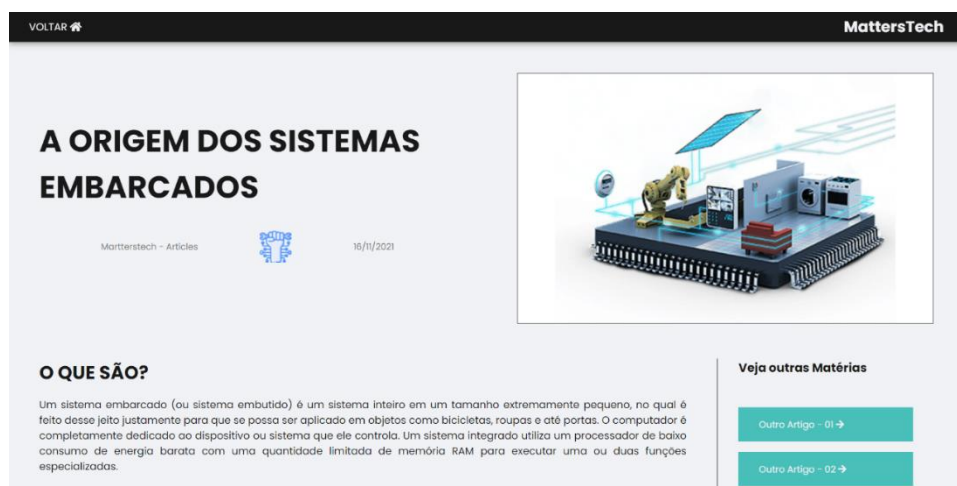 VOLTAR
MattersTech
A ORIGEM DOS SISTEMAS
EMBARCADOS
Martterstech - Articles
16/11/2021
O QUE SÃO?
Um sistema embarcado (ou sistema embutido) é um sistema inteiro em um tamanho extremamente pequeno, no qual é
feito desse jeito justamente para que se possa ser aplicado em objetos como bicicletas, roupas e até portas. O computador é
completamente dedicado ao dispositivo ou sistema que ele controla. Um sistema integrado utiliza um processador de baixo
consumo de energia barata com uma quantidade limitada de memória RAM para executar uma ou duas funções
especializadas.
Veja outras Matérias
Outro Artigo - 01 →
Outro Artigo - 02 →